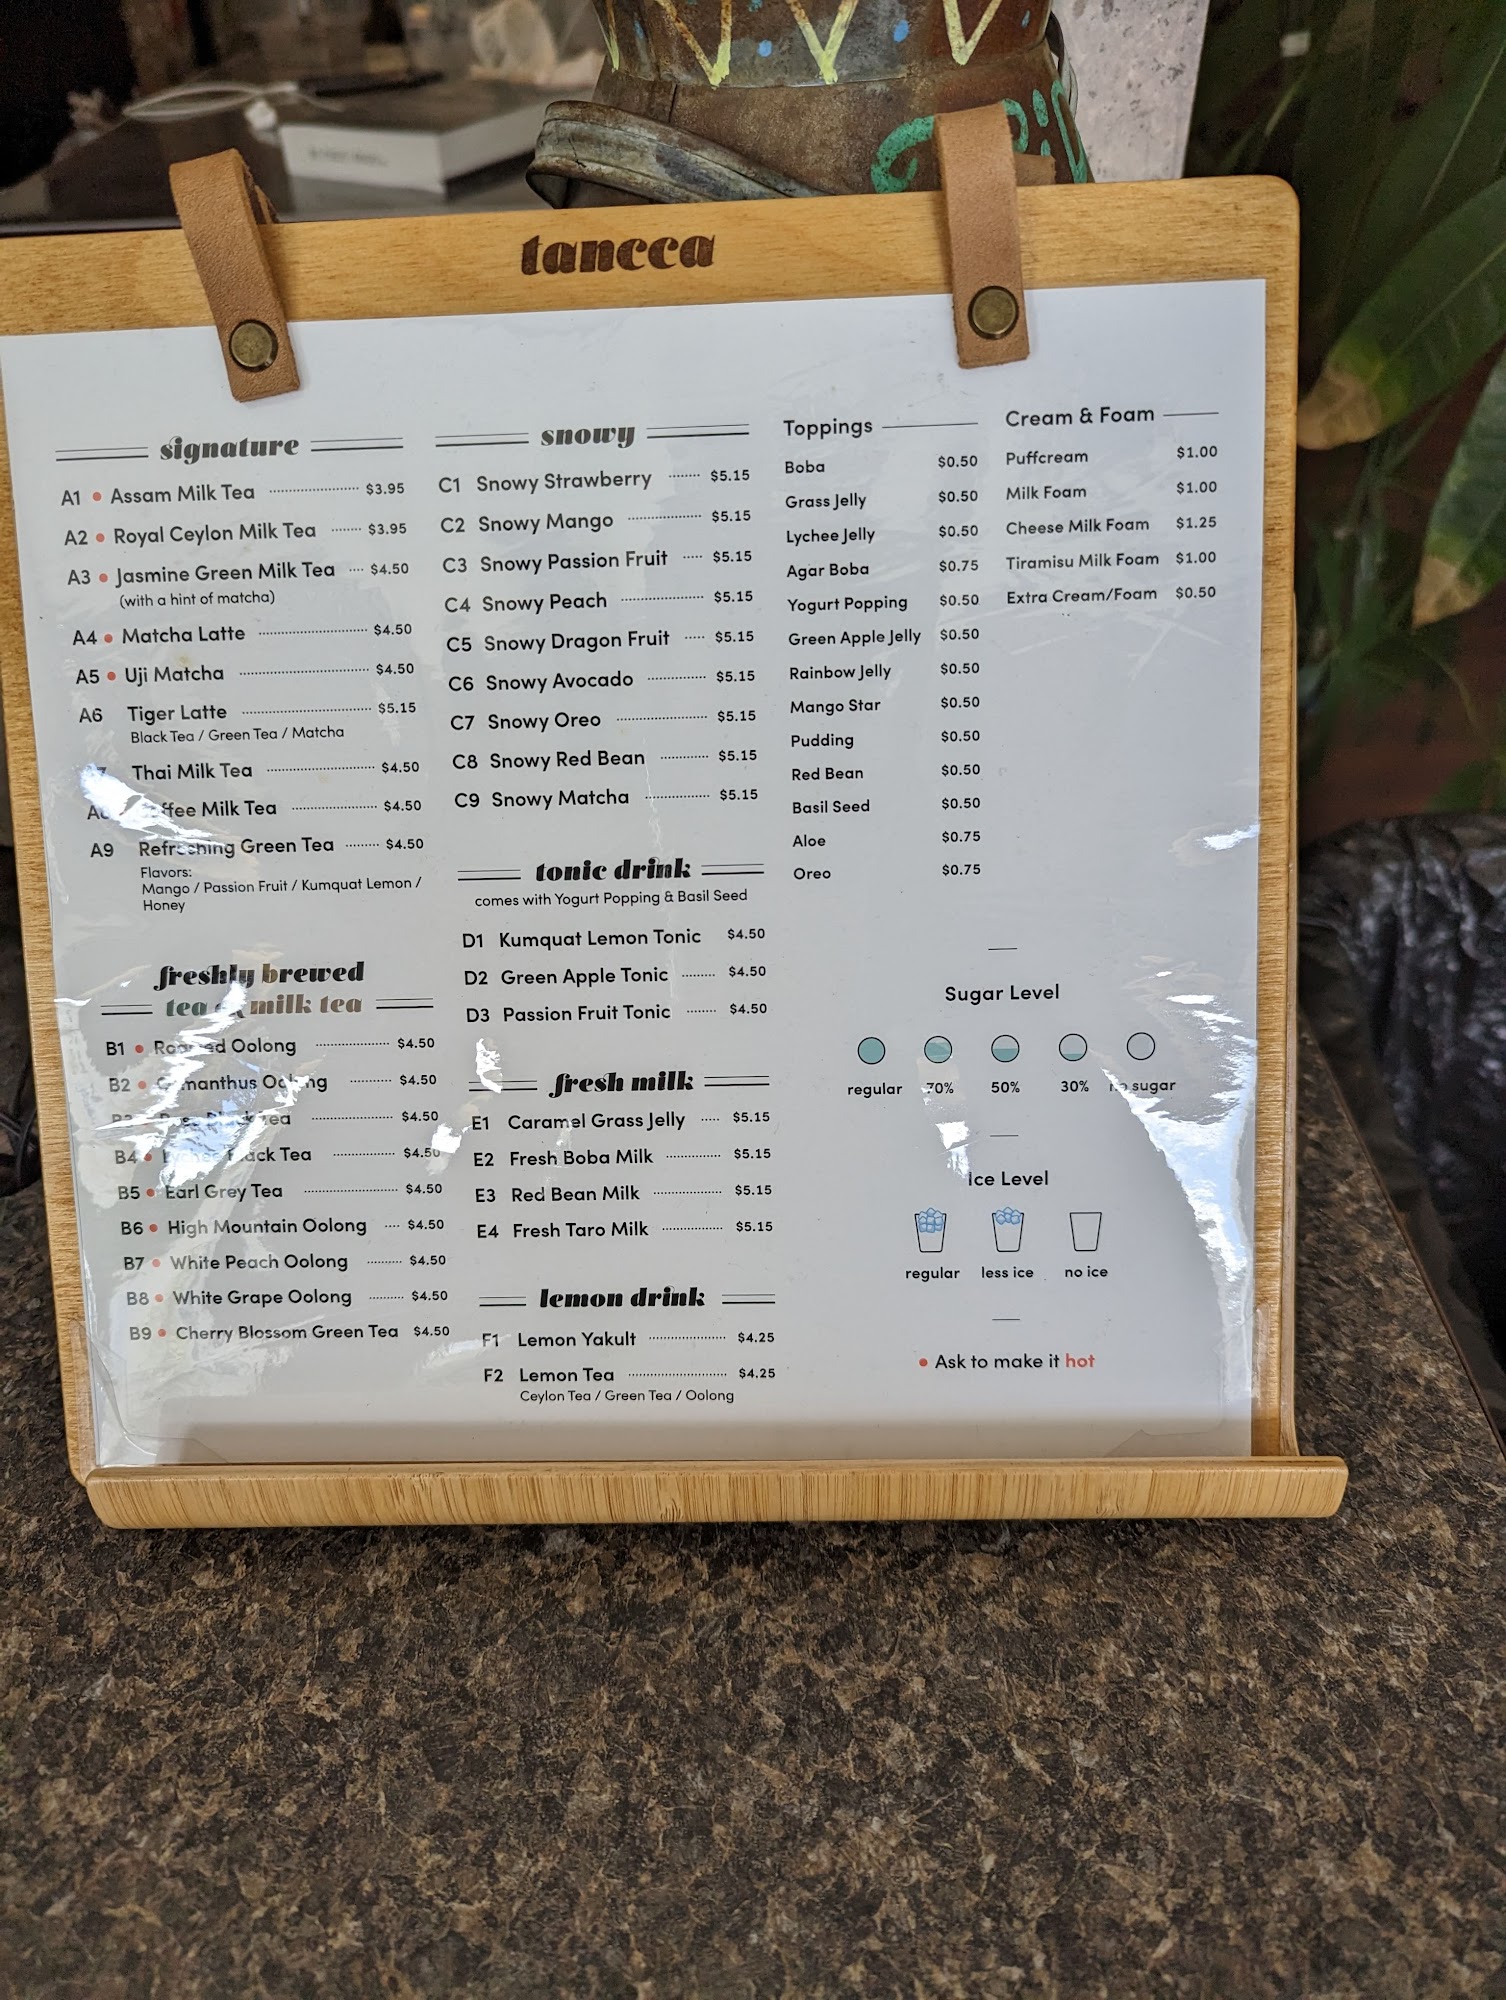 tancca
signature
A1 • Assam Milk Tea $3.95
A2 • Royal Ceylon Milk Tea $3.95
A3 • Jasmine Green Milk Tea $4.50
(with a hint of matcha)
A4 • Matcha Latte $4.50
A5 • Uji Matcha $4.50
A6 Tiger Latte $5.15
Black Tea / Green Tea / Matcha
Thai Milk Tea $4.50
Milk Tea $4.50
A9 Refreshing Green Tea $4.50
Flavors:
Mango / Passion Fruit / Kumquat Lemon /
Honey
freshly brewed
tea & milk tea
B1 • Roasted Oolong $4.50
B2 • Osmanthus Oolong $4.50
Black Tea $4.50
B4 • Lychee Black Tea $4.50
B5 • Earl Grey Tea $4.50
B6 • High Mountain Oolong $4.50
B7 • White Peach Oolong $4.50
B8 • White Grape Oolong $4.50
B9 • Cherry Blossom Green Tea $4.50
snowy
C1 Snowy Strawberry $5.15
C2 Snowy Mango $5.15
C3 Snowy Passion Fruit $5.15
C4 Snowy Peach $5.15
C5 Snowy Dragon Fruit $5.15
C6 Snowy Avocado $5.15
C7 Snowy Oreo $5.15
C8 Snowy Red Bean $5.15
C9 Snowy Matcha $5.15
tonic drink
comes with Yogurt Popping & Basil Seed
D1 Kumquat Lemon Tonic $4.50
D2 Green Apple Tonic $4.50
D3 Passion Fruit Tonic $4.50
fresh milk
E1 Caramel Grass Jelly $5.15
E2 Fresh Boba Milk $5.15
E3 Red Bean Milk $5.15
E4 Fresh Taro Milk $5.15
lemon drink
F1 Lemon Yakult $4.25
F2 Lemon Tea $4.25
Ceylon Tea / Green Tea / Oolong
Toppings
Boba $0.50
Grass Jelly $0.50
Lychee Jelly $0.50
Agar Boba $0.75
Yogurt Popping $0.50
Green Apple Jelly $0.50
Rainbow Jelly $0.50
Mango Star $0.50
Pudding $0.50
Red Bean $0.50
Basil Seed $0.50
Aloe $0.75
Oreo $0.75
Cream & Foam
Puffcream $1.00
Milk Foam $1.00
Cheese Milk Foam $1.25
Tiramisu Milk Foam $1.00
Extra Cream/Foam $0.50
Sugar Level
regular 70% 50% 30% no sugar
Ice Level
regular less ice no ice
• Ask to make it hot